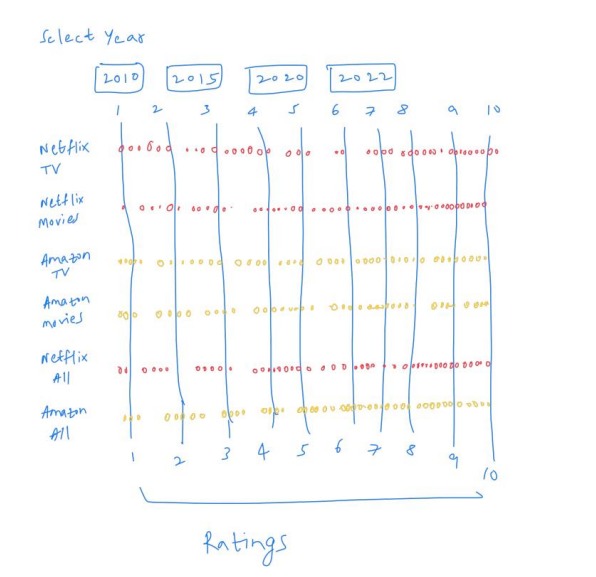 Select Year
2010 2015 2020 2022
1 2 3 4 5 6 7 8 9 10
Netflix
TV
Netflix
Movies
Amazon
TV
Amazon
movies
Netflix
All
Amazon
All
1 2 3 4 5 6 7 8 9 10
Ratings